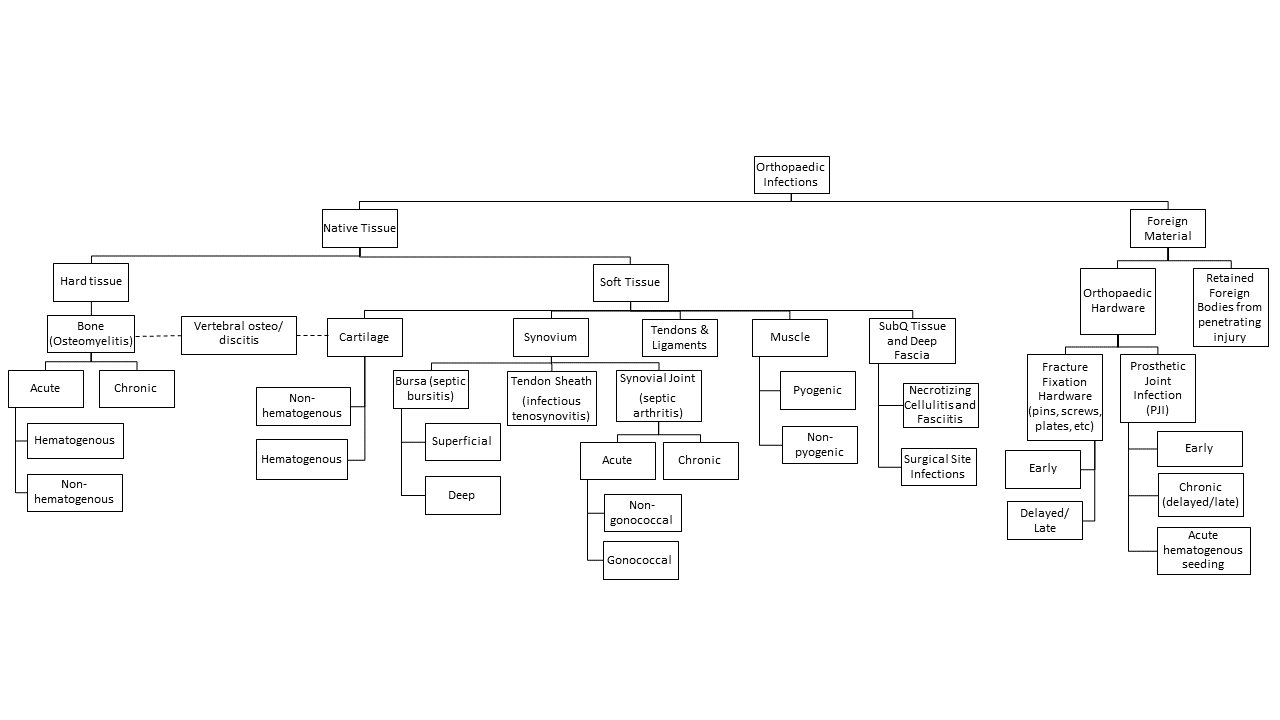 Orthopaedic
Infections
Native Tissue
Foreign
Material
Hard tissue
Soft Tissue
Orthopaedic
Hardware
Retained
Foreign
Bodies from
penetrating
injury
Bone
(Osteomyelitis)
Vertebral osteo/
discitis
Cartilage
Synovium
Tendons &
Ligaments
Muscle
SubQ Tissue
and Deep
Fascia
Acute
Chronic
Hematogenous
Non-
hematogenous
Non-
hematogenous
Hematogenous
Bursa (septic
bursitis)
Superficial
Deep
Tendon Sheath
(infectious
tenosynovitis)
Synovial Joint
(septic
arthritis)
Acute
Chronic
Non-
gonococcal
Gonococcal
Pyogenic
Non-
pyogenic
Necrotizing
Cellulitis and
Fasciitis
Surgical Site
Infections
Fracture
Fixation
Hardware
(pins, screws,
plates, etc)
Early
Delayed/
Late
Prosthetic
Joint
Infection
(PJI)
Early
Chronic
(delayed/late)
Acute
hematogenous
seeding